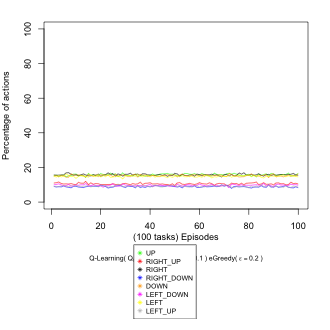 Percentage of actions
100
80
60
40
20
0
0 20 40 60 80 100
(100 tasks) Episodes
Q-Learning( Q .1 ) eGreedy( ε = 0.2 )
UP
RIGHT_UP
RIGHT
RIGHT_DOWN
DOWN
LEFT_DOWN
LEFT
LEFT_UP